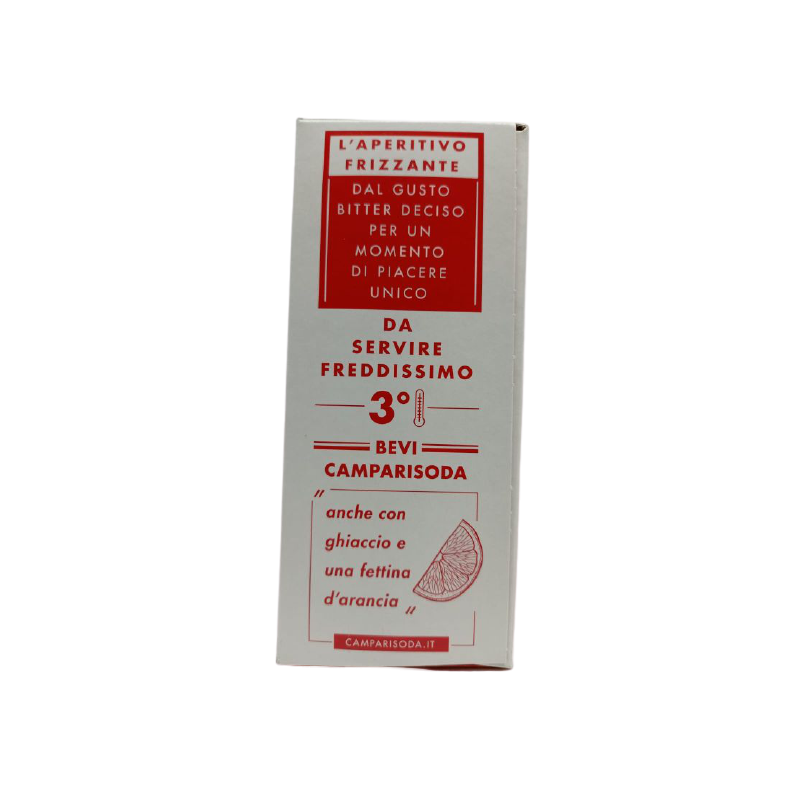 L'APERITIVO
FRIZZANTE
DAL GUSTO
BITTER DECISO
PER UN
MOMENTO
DI PIACERE
UNICO
DA
SERVIRE
FREDDISSIMO
3°
BEVI
CAMPARISODA
"anche con
ghiaccio e
una fettina
d'arancia"
CAMPARISODA.IT